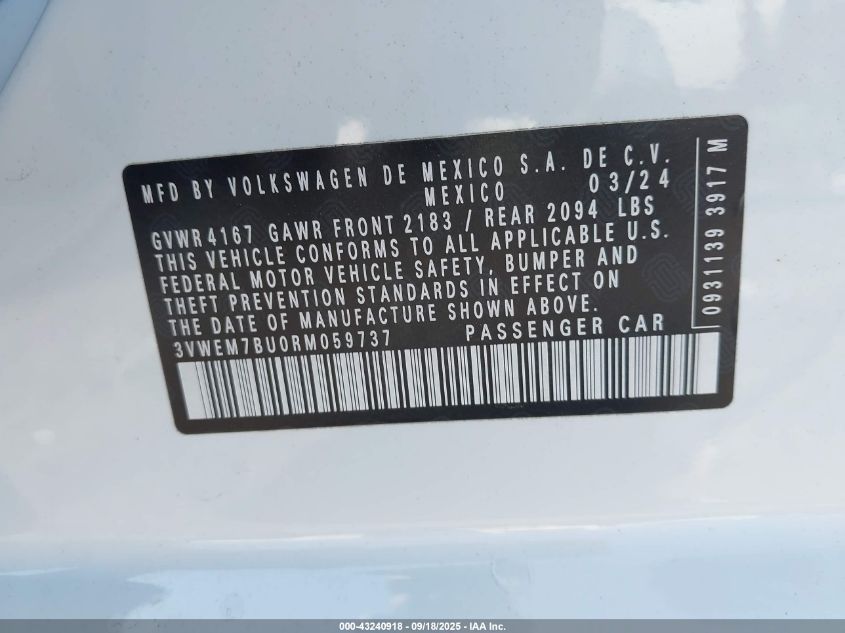 MFD BY VOLKSWAGEN DE MEXICO S.A. DE C.V.
MEXICO 03/24
GVWR 4167 GAWR FRONT 2183 / REAR 2094 LBS
THIS VEHICLE CONFORMS TO ALL APPLICABLE U.S.
FEDERAL MOTOR VEHICLE SAFETY, BUMPER AND
THEFT PREVENTION STANDARDS IN EFFECT ON
THE DATE OF MANUFACTURE SHOWN ABOVE.
3VWEM7BU0RM059737 PASSENGER CAR
0931139 3917 M
000-43240918 - 09/18/2025 - IAA Inc.